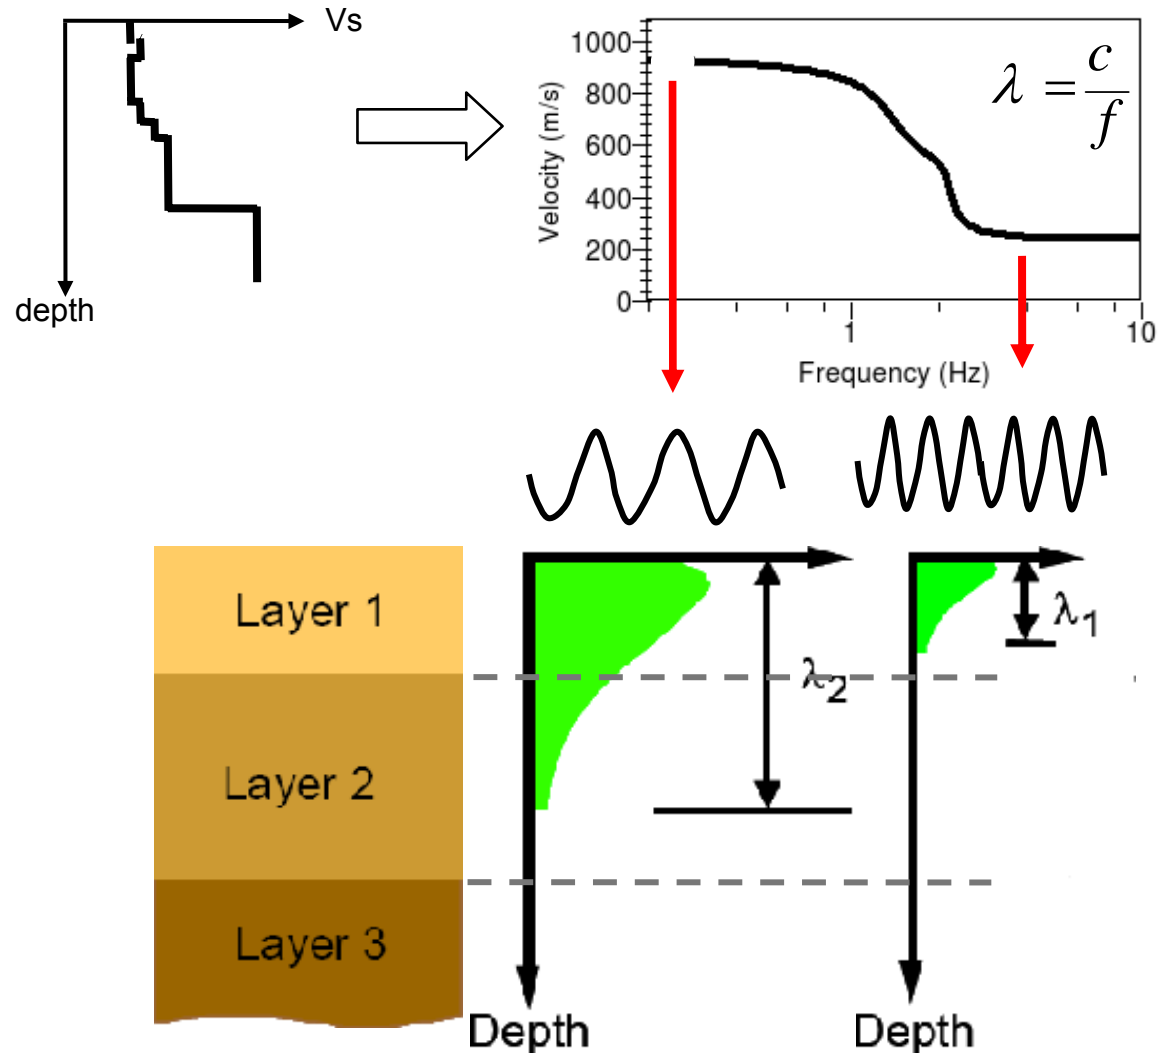 Vs
depth
Velocity (m/s)
1000
800
600
400
200
0
λ = c/f
1
10
Frequency (Hz)
Layer 1
Layer 2
Layer 3
λ2
λ1
Depth
Depth